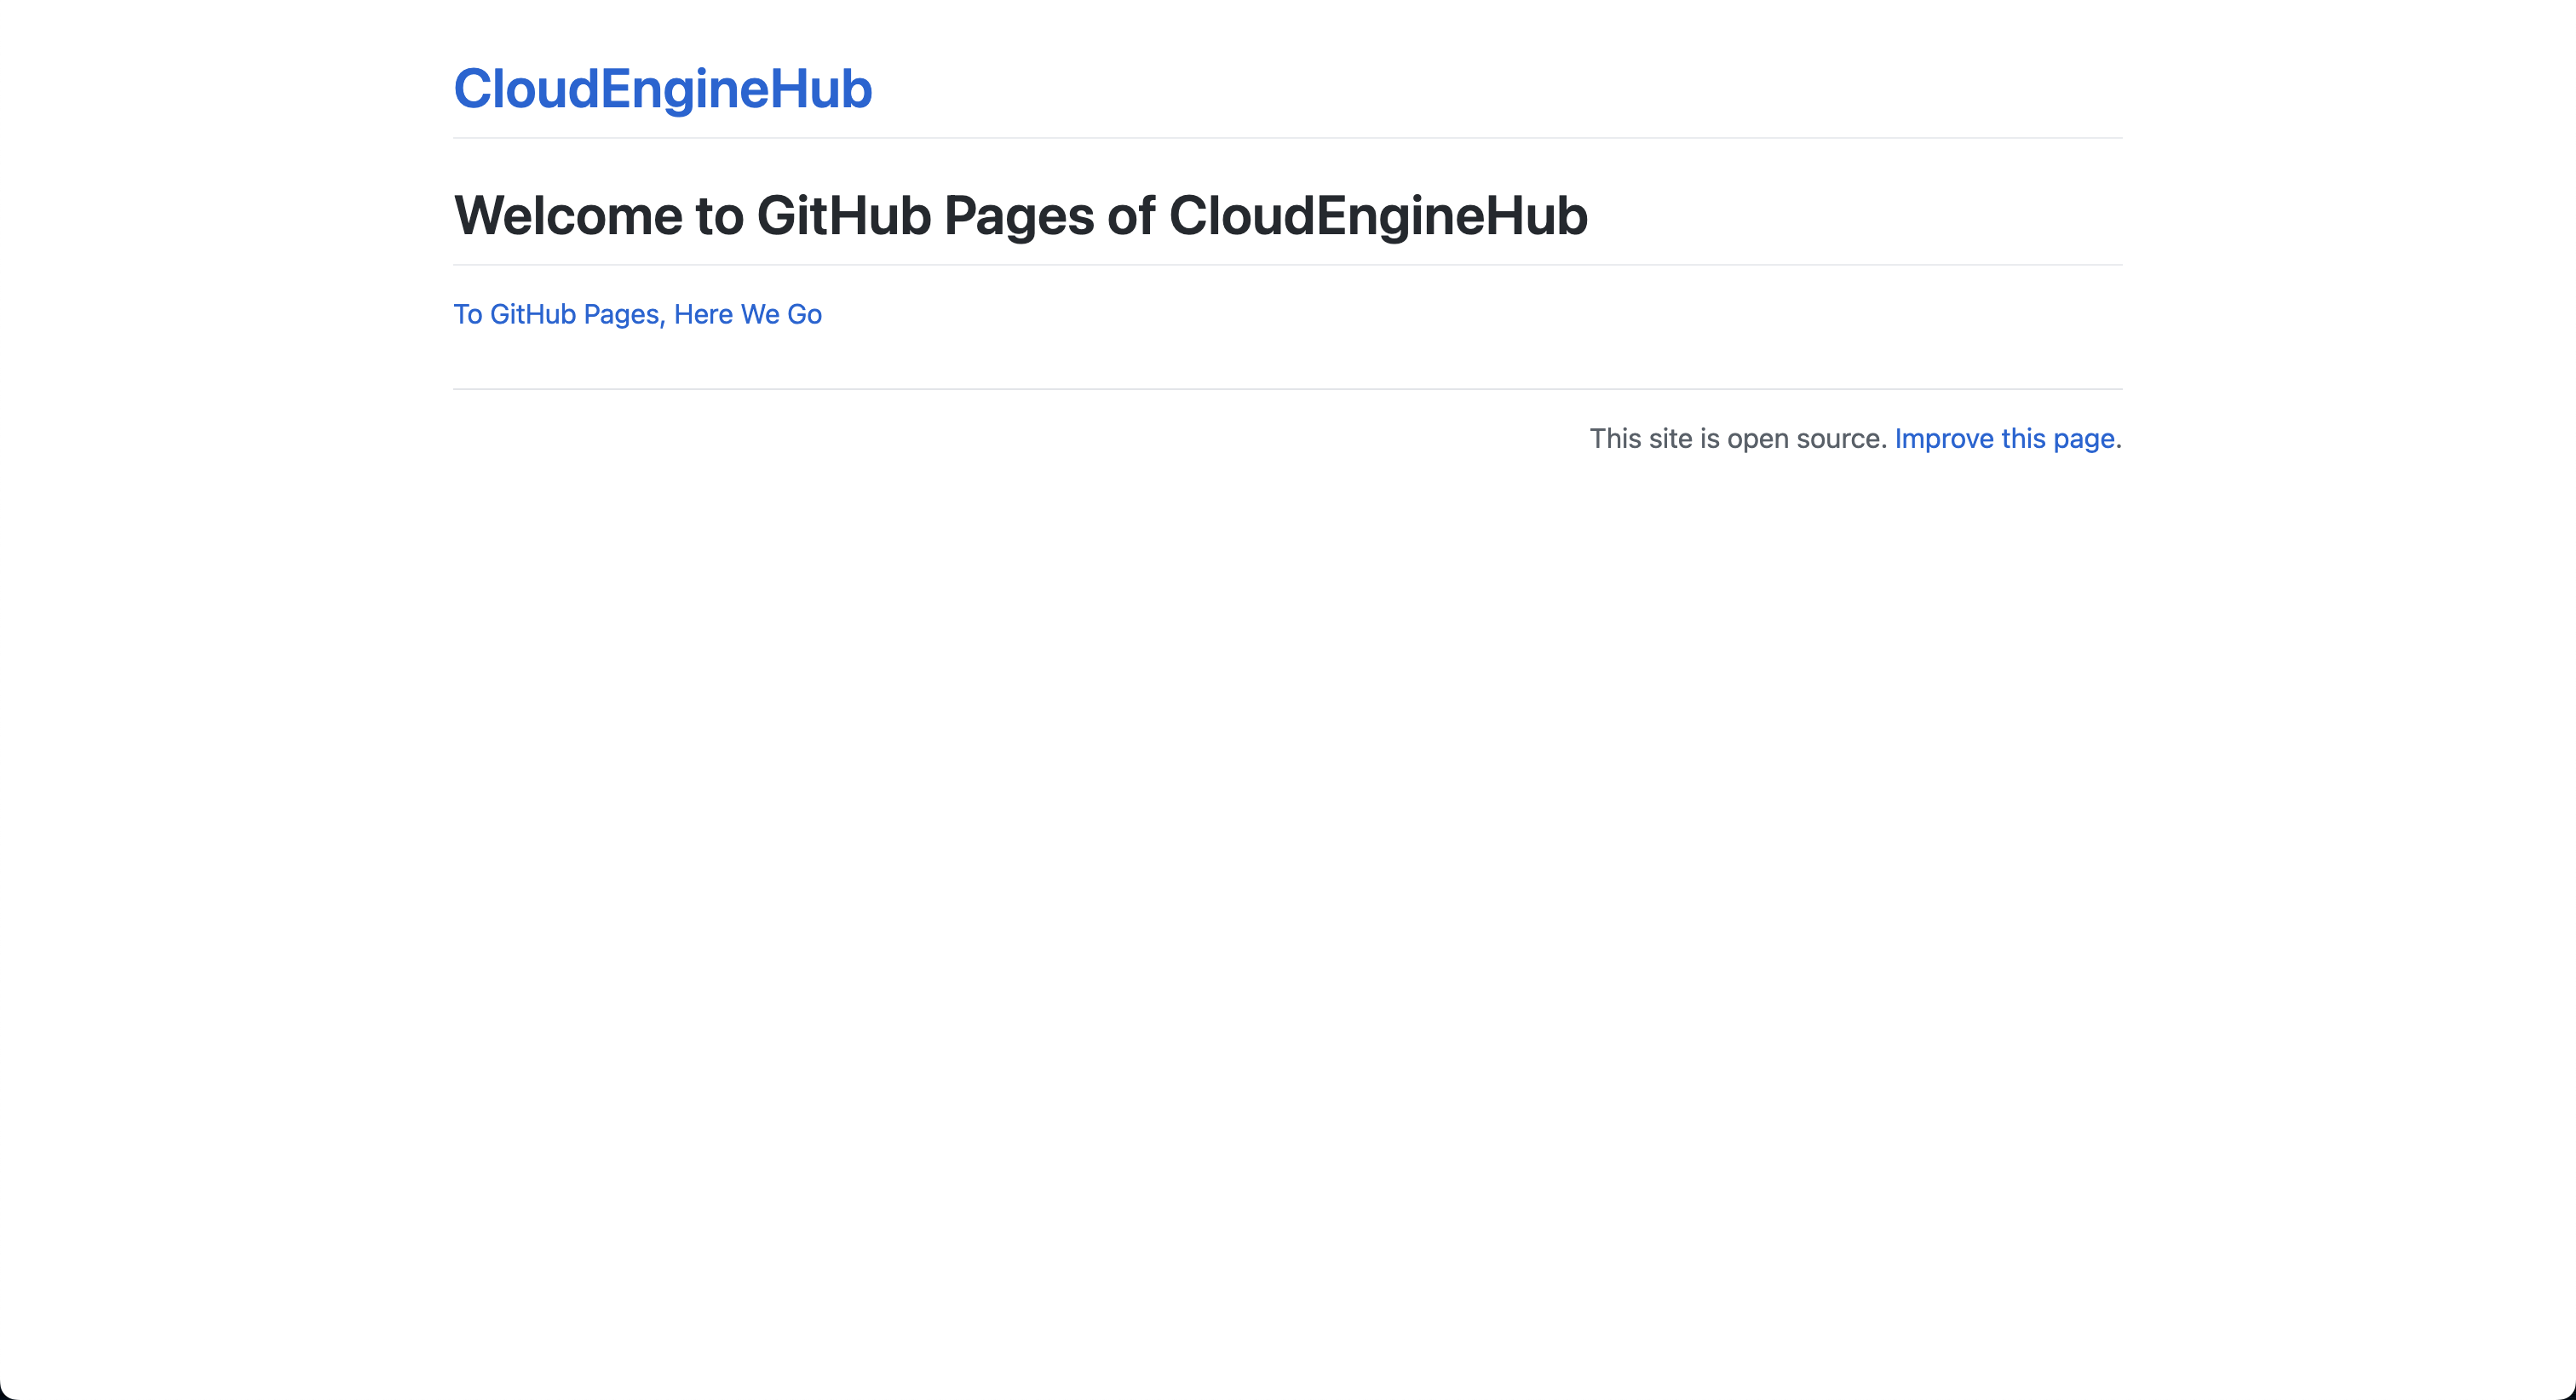 CloudEngineHub
Welcome to GitHub Pages of CloudEngineHub
To GitHub Pages, Here We Go
This site is open source. Improve this page.